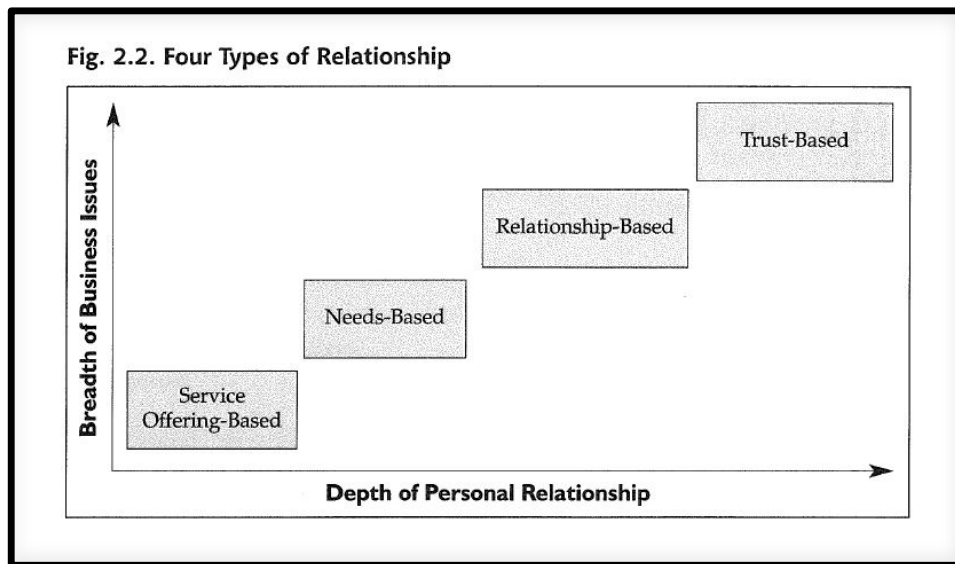 Fig. 2.2. Four Types of Relationship
Trust-Based
Relationship-Based
Needs-Based
Service
Offering-Based
Breadth of Business Issues
Depth of Personal Relationship